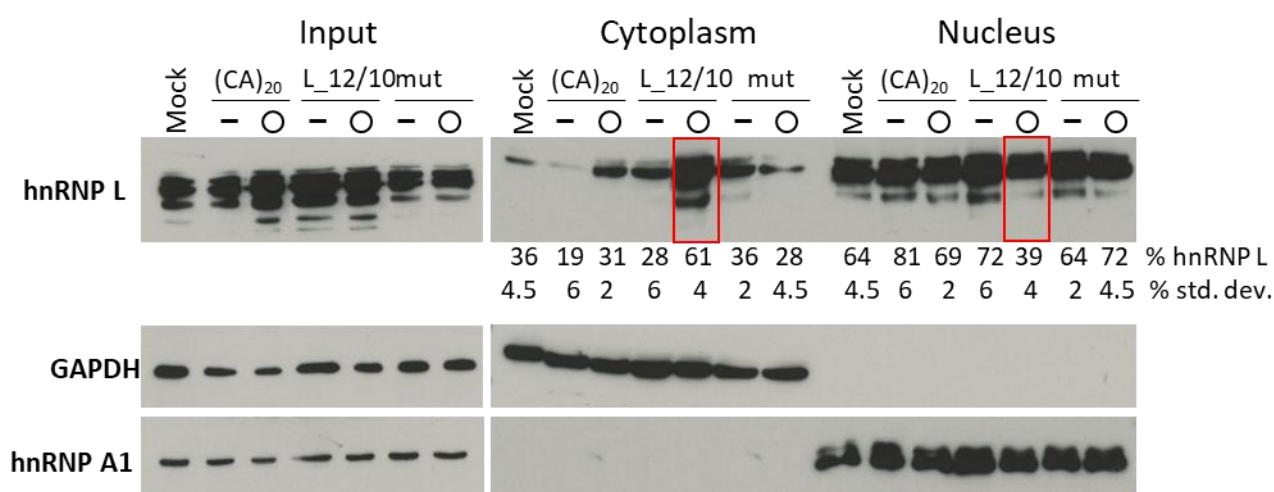 Input Cytoplasm Nucleus
Mock (CA)20 L_12/10mut Mock (CA)20 L_12/10 mut Mock (CA)20 L_12/10 mut
– O – O – O – O – O – O – O – O – O
hnRNP L
36 19 31 28 61 36 28 64 81 69 72 39 64 72 % hnRNP L
4.5 6 2 6 4 2 4.5 4.5 6 2 6 4 2 4.5 % std. dev.
GAPDH
hnRNP A1